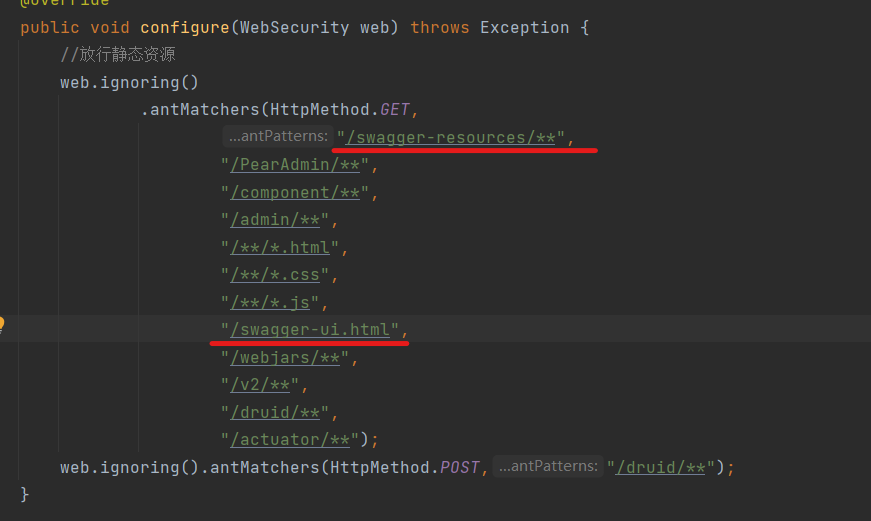 @Override
public void configure(WebSecurity web) throws Exception {
//放行静态资源
web.ignoring()
.antMatchers(HttpMethod.GET,
...antPatterns: "/swagger-resources/**",
"/PearAdmin/**",
"/component/**",
"/admin/**",
"/**/*.html",
"/**/*.css",
"/**/*.js",
"/swagger-ui.html",
"/webjars/**",
"/v2/**",
"/druid/**",
"/actuator/**");
web.ignoring().antMatchers(HttpMethod.POST, ...antPatterns: "/druid/**");
}